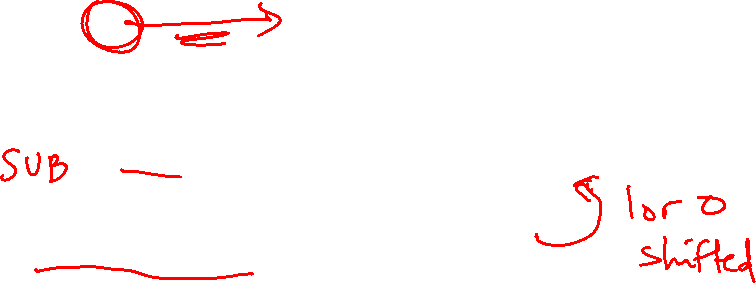 SUB —
1 or 0
shifted